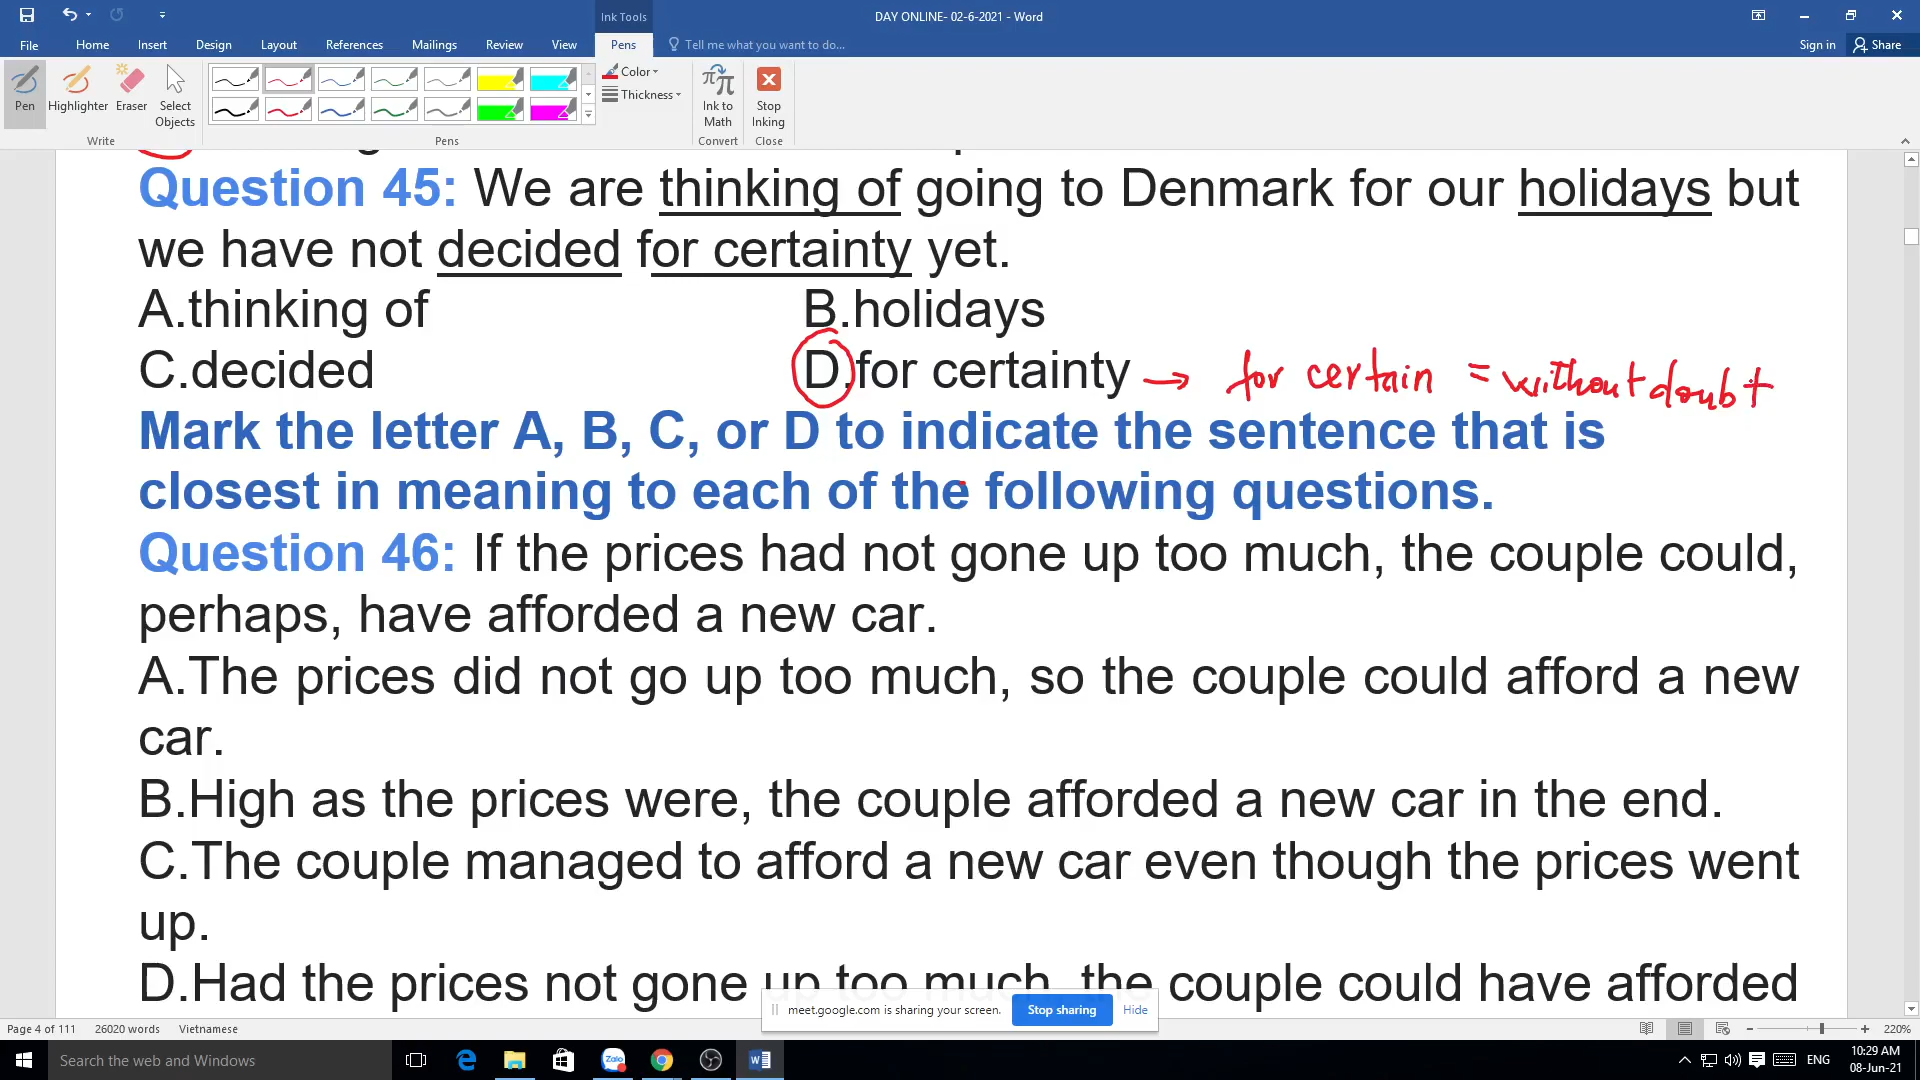 Ink Tools
DAY ONLINE- 02-6-2021 - Word
File Home Insert Design Layout References Mailings Review View Pens Tell me what you want to do... Sign in Share
Pen Highlighter Eraser Select Objects
Color
Thickness
Ink to Math
Stop Inking
Write Pens Convert Close
Question 45: We are thinking of going to Denmark for our holidays but
we have not decided for certainty yet.
A.thinking of B.holidays
C.decided D.for certainty → for certain = without doubt
Mark the letter A, B, C, or D to indicate the sentence that is
closest in meaning to each of the following questions.
Question 46: If the prices had not gone up too much, the couple could,
perhaps, have afforded a new car.
A.The prices did not go up too much, so the couple could afford a new
car.
B.High as the prices were, the couple afforded a new car in the end.
C.The couple managed to afford a new car even though the prices went
up.
D.Had the prices not gone up too much, the couple could have afforded
meet.google.com is sharing your screen. Stop sharing Hide
Page 4 of 111 26020 words Vietnamese 220%
Search the web and Windows
Zalo
ENG
10:29 AM
08-Jun-21